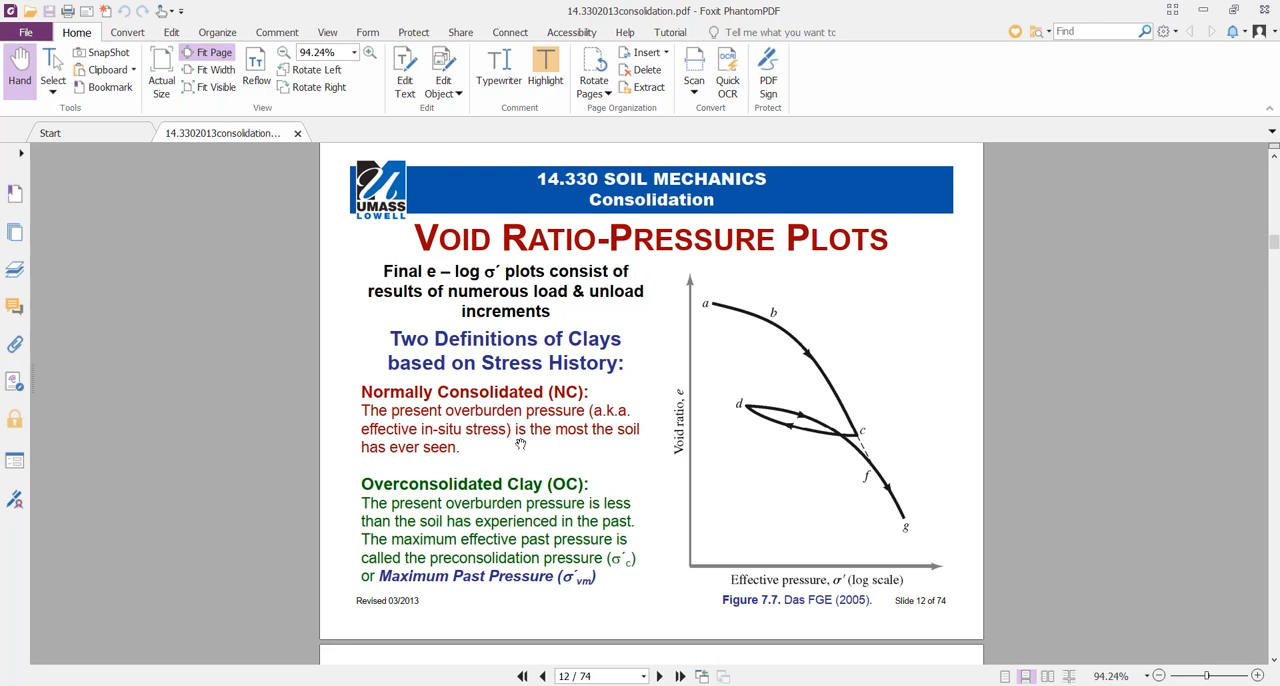 14.3302013consolidation.pdf - Foxit PhantomPDF
File
Home
Convert
Edit
Organize
Comment
View
Form
Protect
Share
Connect
Accessibility
Help
Tutorial
Tell me what you want to
Find
Hand
Select
SnapShot
Clipboard
Bookmark
Tools
Actual
Size
Fit Page
Fit Width
Fit Visible
Reflow
94.24%
Rotate Left
Rotate Right
View
Edit
Text
Edit
Object
Edit
Typewriter
Highlight
Comment
Rotate
Pages
Insert
Delete
Extract
Page Organization
Scan
Quick
OCR
Convert
PDF
Sign
Protect
Start
14.3302013consolidation...
UMASS
LOWELL
14.330 SOIL MECHANICS
Consolidation
VOID RATIO-PRESSURE PLOTS
Final e – log σ´ plots consist of
results of numerous load & unload
increments
Two Definitions of Clays
based on Stress History:
Normally Consolidated (NC):
The present overburden pressure (a.k.a.
effective in-situ stress) is the most the soil
has ever seen.
Overconsolidated Clay (OC):
The present overburden pressure is less
than the soil has experienced in the past.
The maximum effective past pressure is
called the preconsolidation pressure (σ´c)
or Maximum Past Pressure (σ´vm)
Revised 03/2013
a
b
c
d
f
g
Void ratio, e
Effective pressure, σ′ (log scale)
Figure 7.7. Das FGE (2005).
Slide 12 of 74
12 / 74
94.24%